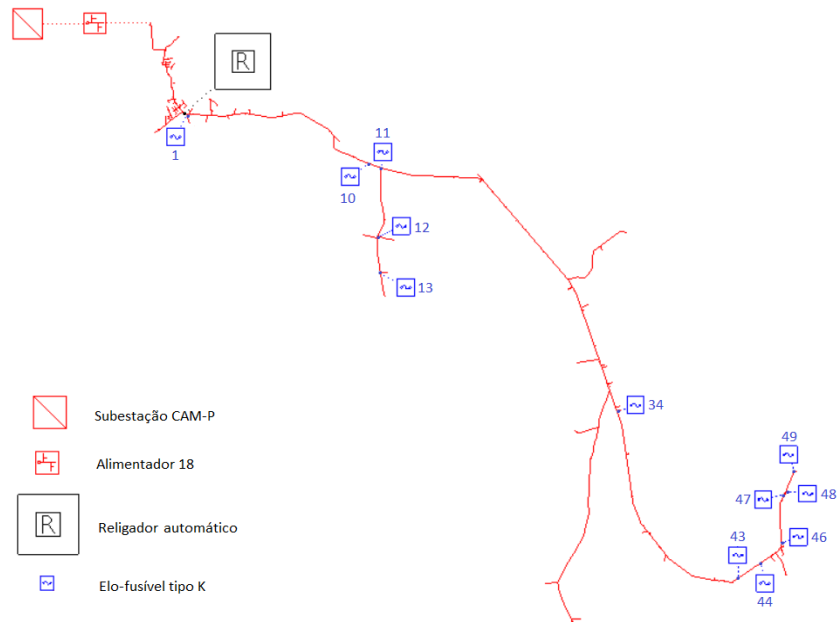 R
1
11
10
12
13
34
49
47
48
43
46
44
Subestação CAM-P
Alimentador 18
R
Religador automático
Elo-fusível tipo K